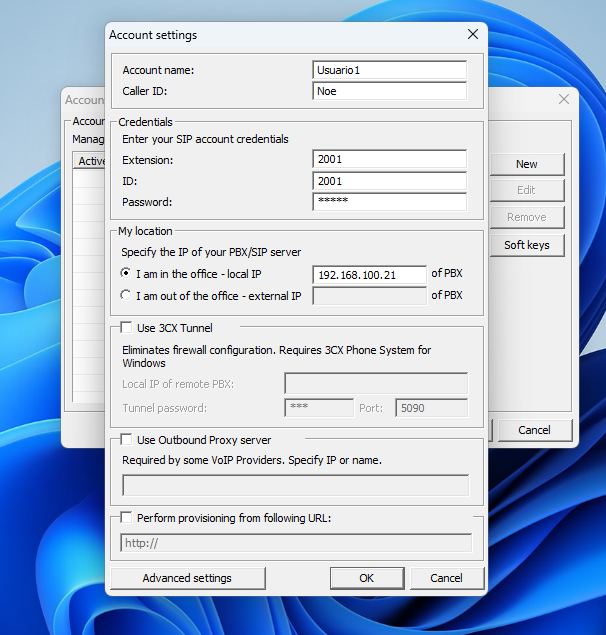 Account settings
Account name: Usuario1
Caller ID: Noe
Credentials
Enter your SIP account credentials
Extension: 2001
ID: 2001
Password: *****
My location
Specify the IP of your PBX/SIP server
I am in the office - local IP 192.168.100.21 of PBX
I am out of the office - external IP of PBX
Use 3CX Tunnel
Eliminates firewall configuration. Requires 3CX Phone System for
Windows
Local IP of remote PBX:
Tunnel password: *** Port: 5090
Use Outbound Proxy server
Required by some VoIP Providers. Specify IP or name.
Perform provisioning from following URL:
http://
Advanced settings OK Cancel
Accoun
Accour
Manag
Active
New
Edit
Remove
Soft keys
Cancel